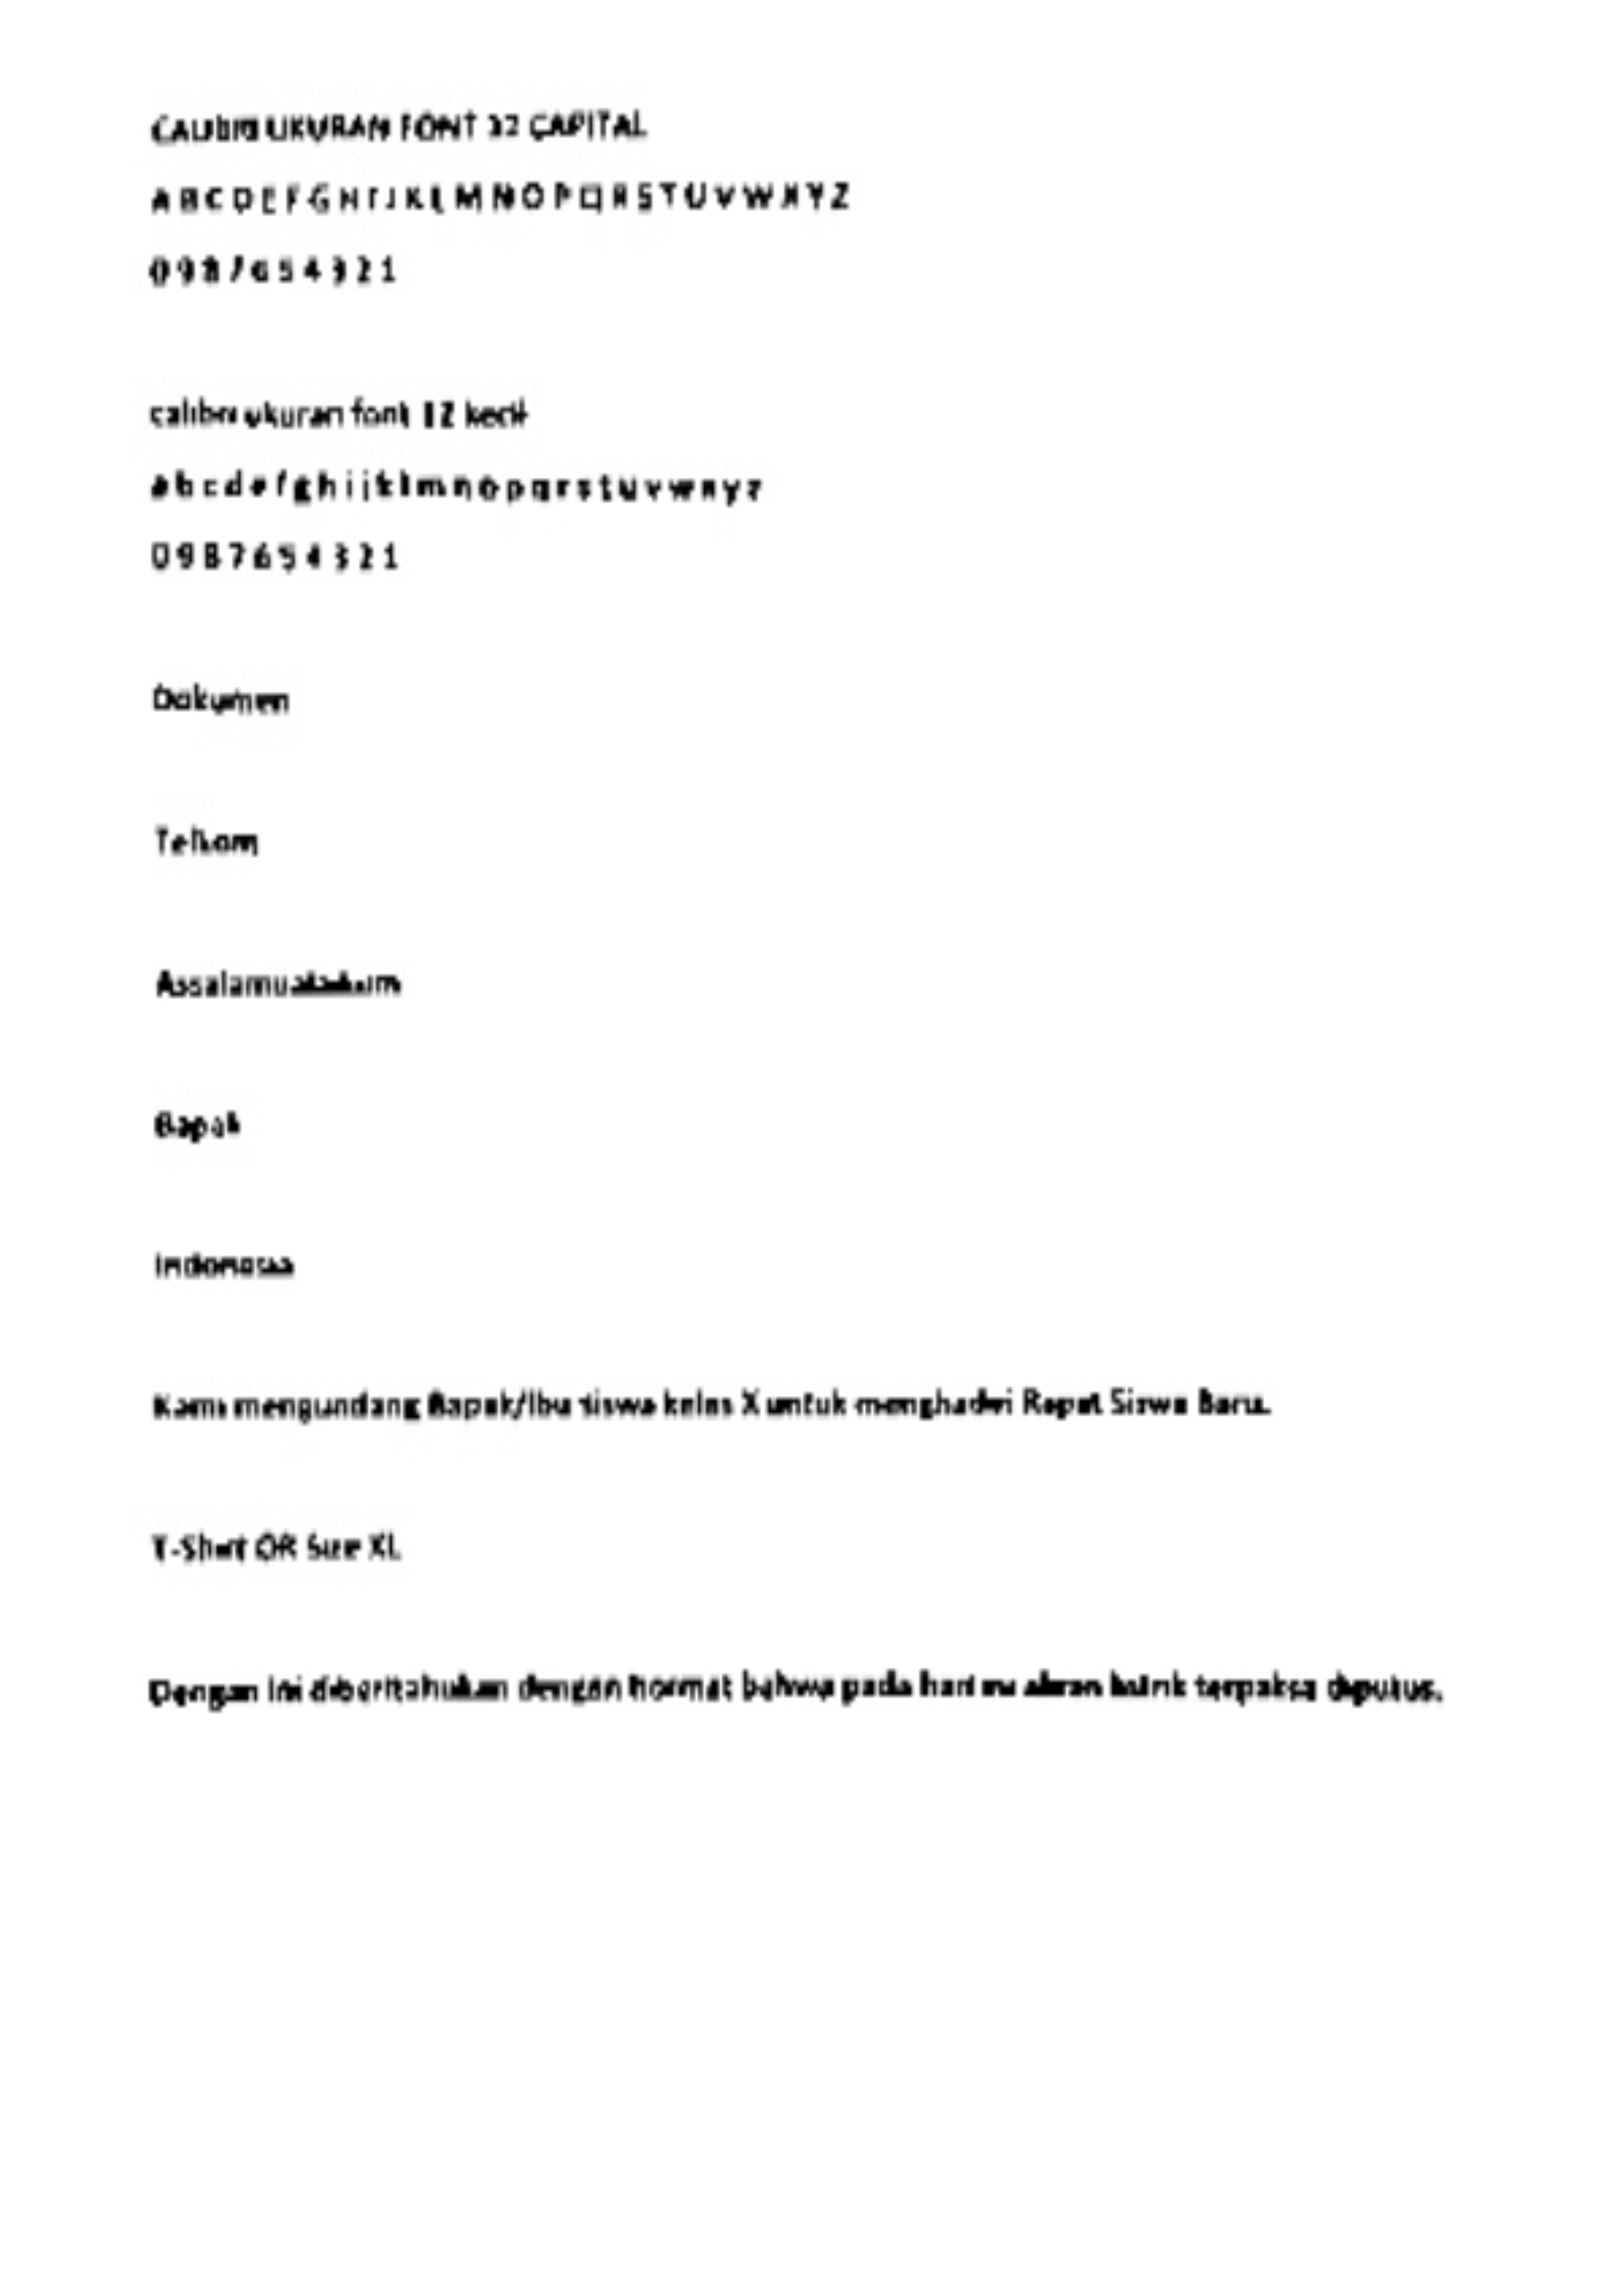 CALIBRI UKURAN FONT 12 CAPITAL
A B C D E F G H I J K L M N O P Q R S T U V W X Y Z
0 9 8 7 6 5 4 3 2 1
calibri ukuran font 12 kecil
a b c d e f g h i j k l m n o p q r s t u v w x y z
0 9 8 7 6 5 4 3 2 1
Dokumen
Telkom
Assalamualaikum
Bapak
Indonesia
Kami mengundang Bapak/Ibu siswa kelas X untuk menghadiri Rapat Siswa Baru.
T-Shirt OR Size XL
Dengan ini diberitahukan dengan hormat bahwa pada hari ini aliran listrik terpaksa diputus.